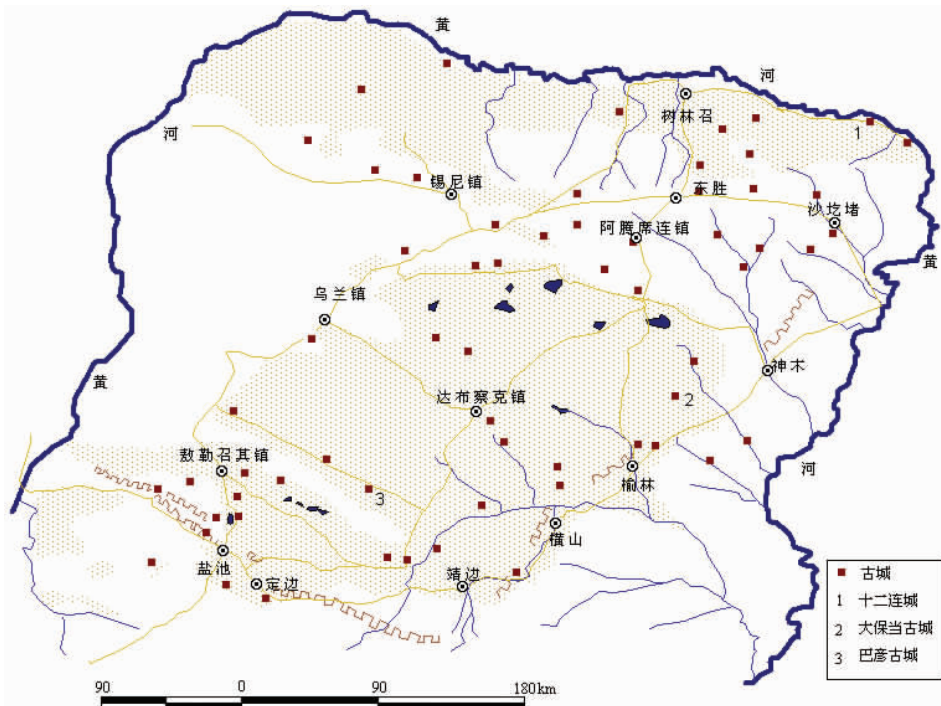 黄
河
树林召
1
河
锡尼镇
东胜
沙圪堵
阿腾席连镇
黄
乌兰镇
神木
黄
达布察克镇
2
敖勒召其镇
河
榆林
3
横山
盐池
定边
靖边
古城
1 十二连城
2 大保当古城
3 巴彦古城
90 0 90 180km